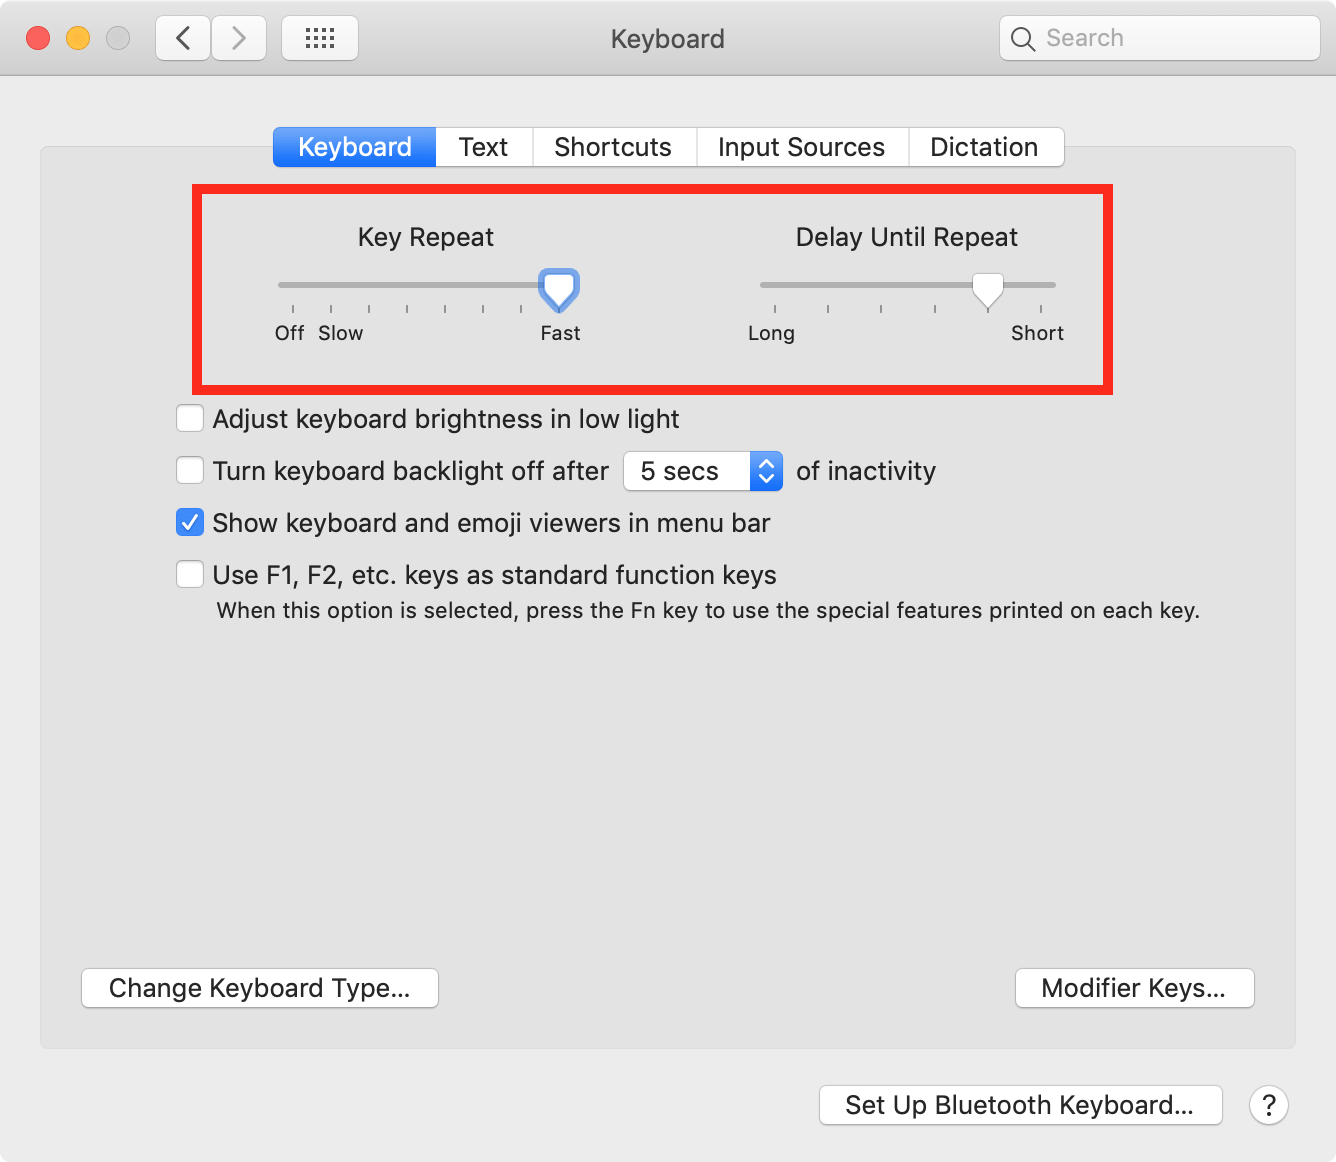 Keyboard
Search
Keyboard Text Shortcuts Input Sources Dictation
Key Repeat Delay Until Repeat
Off Slow Fast Long Short
Adjust keyboard brightness in low light
Turn keyboard backlight off after 5 secs of inactivity
Show keyboard and emoji viewers in menu bar
Use F1, F2, etc. keys as standard function keys
When this option is selected, press the Fn key to use the special features printed on each key.
Change Keyboard Type... Modifier Keys...
Set Up Bluetooth Keyboard... ?